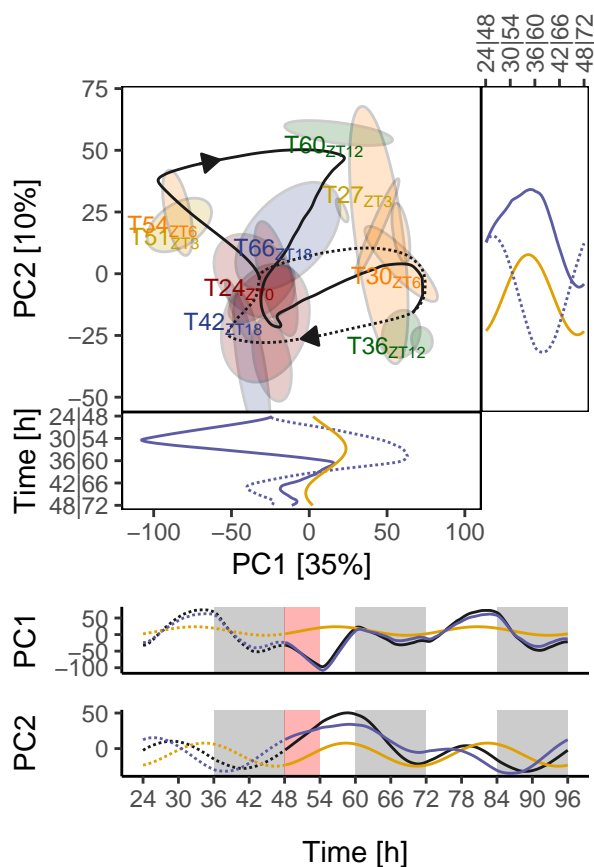 24|48
30|54
36|60
42|66
48|72
75
50
25
0
−25
−50
PC2 [10%]
T60ZT12
T27ZT3
T54ZT6
T51ZT3
T66ZT18
T24ZT0
T30ZT6
T42ZT18
T36ZT12
Time [h]
24|48
30|54
36|60
42|66
48|72
−100
−50
0
50
100
PC1 [35%]
PC1
50
0
−50
−100
PC2
50
0
24 30 36 42 48 54 60 66 72 78 84 90 96
Time [h]